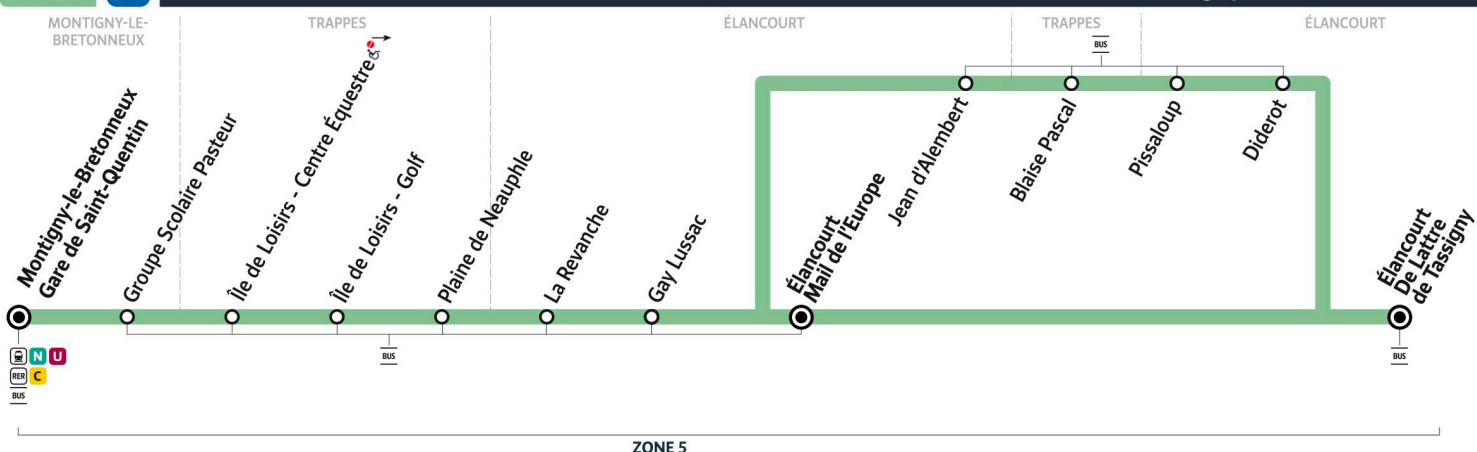 MONTIGNY-LE-
BRETONNEUX
TRAPPES
ÉLANCOURT
TRAPPES
ÉLANCOURT
BUS
Montigny-le-Bretonneux
Gare de Saint-Quentin
Groupe Scolaire Pasteur
Île de Loisirs - Centre Équestre
Île de Loisirs - Golf
Plaine de Neauphle
La Revanche
Gay Lussac
Élancourt
Mail de l'Europe
Jean d'Alembert
Blaise Pascal
Pissaloup
Diderot
Élancourt
De Lattre
de Tassigny
N U
RER C
BUS
BUS
BUS
ZONE 5